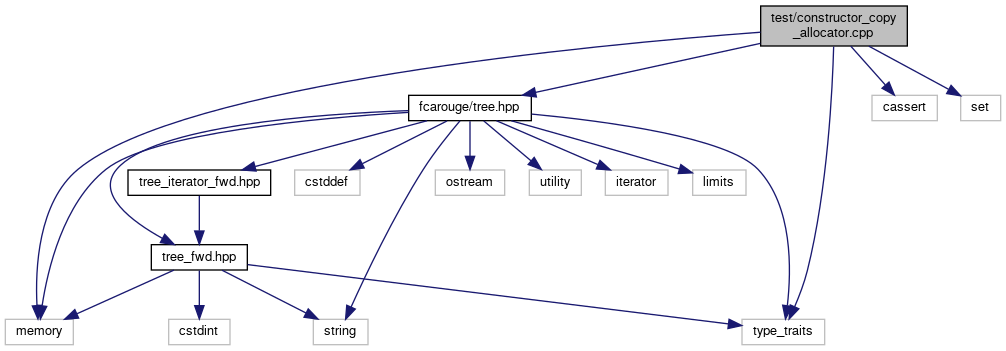 test/constructor_copy
_allocator.cpp
fcarouge/tree.hpp
cassert
set
tree_iterator_fwd.hpp
cstddef
ostream
utility
iterator
limits
tree_fwd.hpp
memory
cstdint
string
type_traits